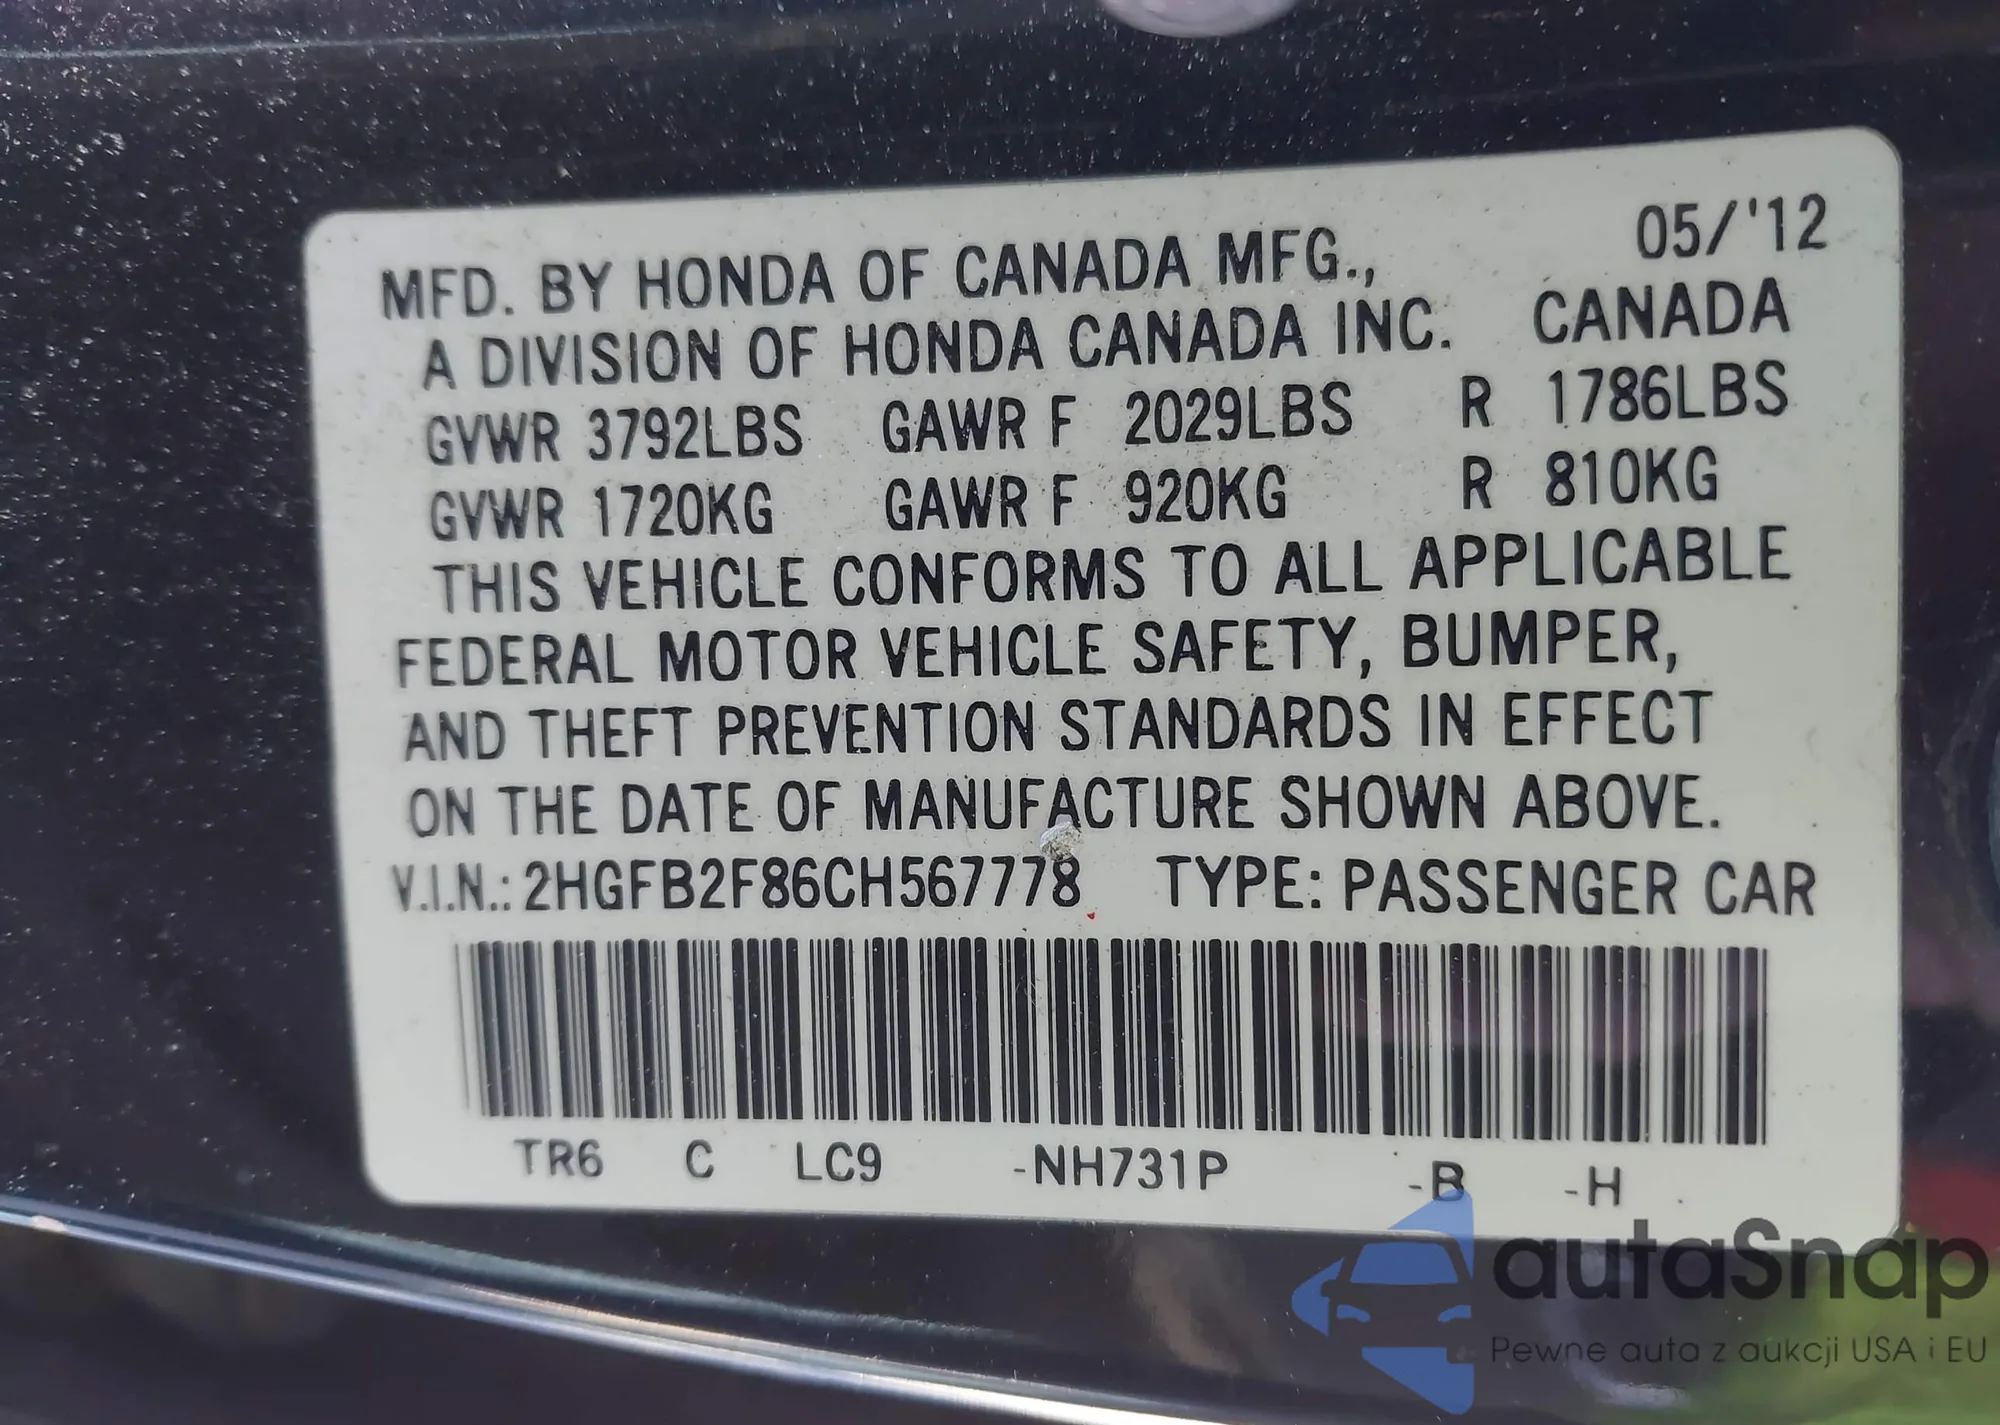 05/'12
MFD. BY HONDA OF CANADA MFG.,
A DIVISION OF HONDA CANADA INC. CANADA
GVWR 3792LBS GAWR F 2029LBS R 1786LBS
GVWR 1720KG GAWR F 920KG R 810KG
THIS VEHICLE CONFORMS TO ALL APPLICABLE
FEDERAL MOTOR VEHICLE SAFETY, BUMPER,
AND THEFT PREVENTION STANDARDS IN EFFECT
ON THE DATE OF MANUFACTURE SHOWN ABOVE.
V.I.N.: 2HGFB2F86CH567778 TYPE: PASSENGER CAR
TR6 C LC9 -NH731P -B -H
autaSnap
Pewne auta z aukcji USA i EU